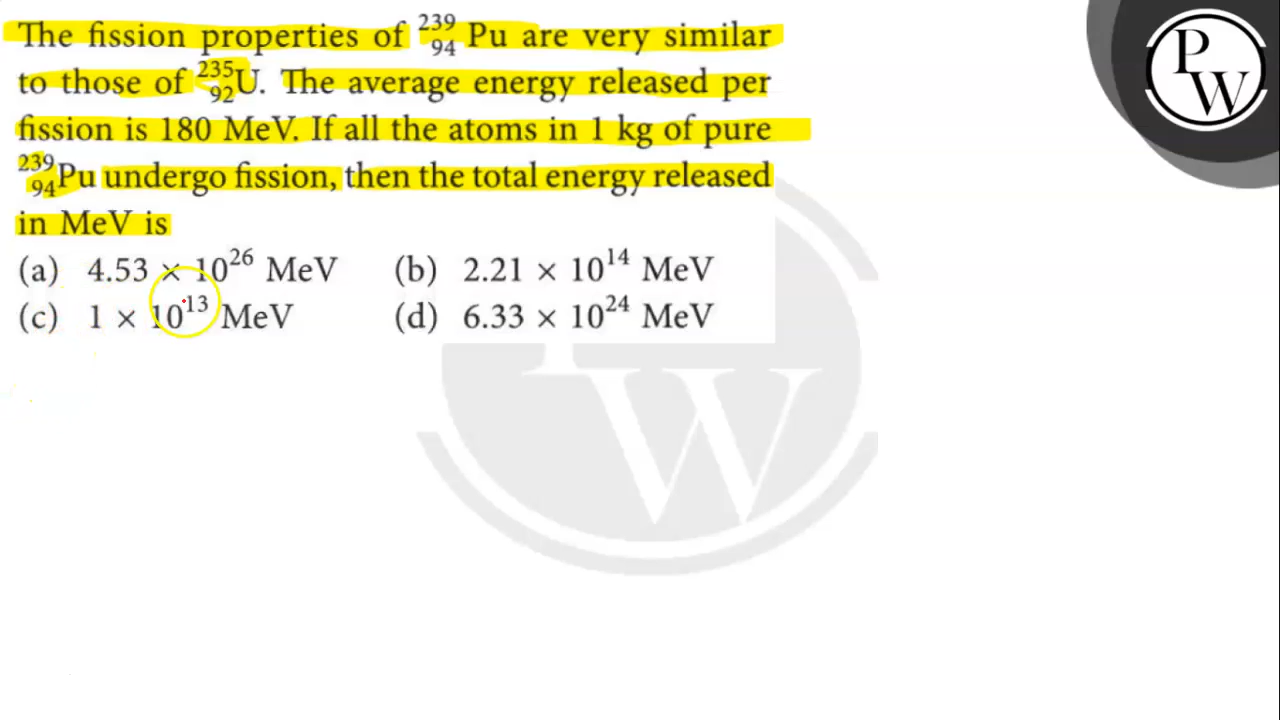 The fission properties of ²³⁹₉₄Pu are very similar
to those of ²³⁵₉₂U. The average energy released per
fission is 180 MeV. If all the atoms in 1 kg of pure
²³⁹₉₄Pu undergo fission, then the total energy released
in MeV is
(a) 4.53 × 10²⁶ MeV (b) 2.21 × 10¹⁴ MeV
(c) 1 × 10¹³ MeV (d) 6.33 × 10²⁴ MeV
P
W
W